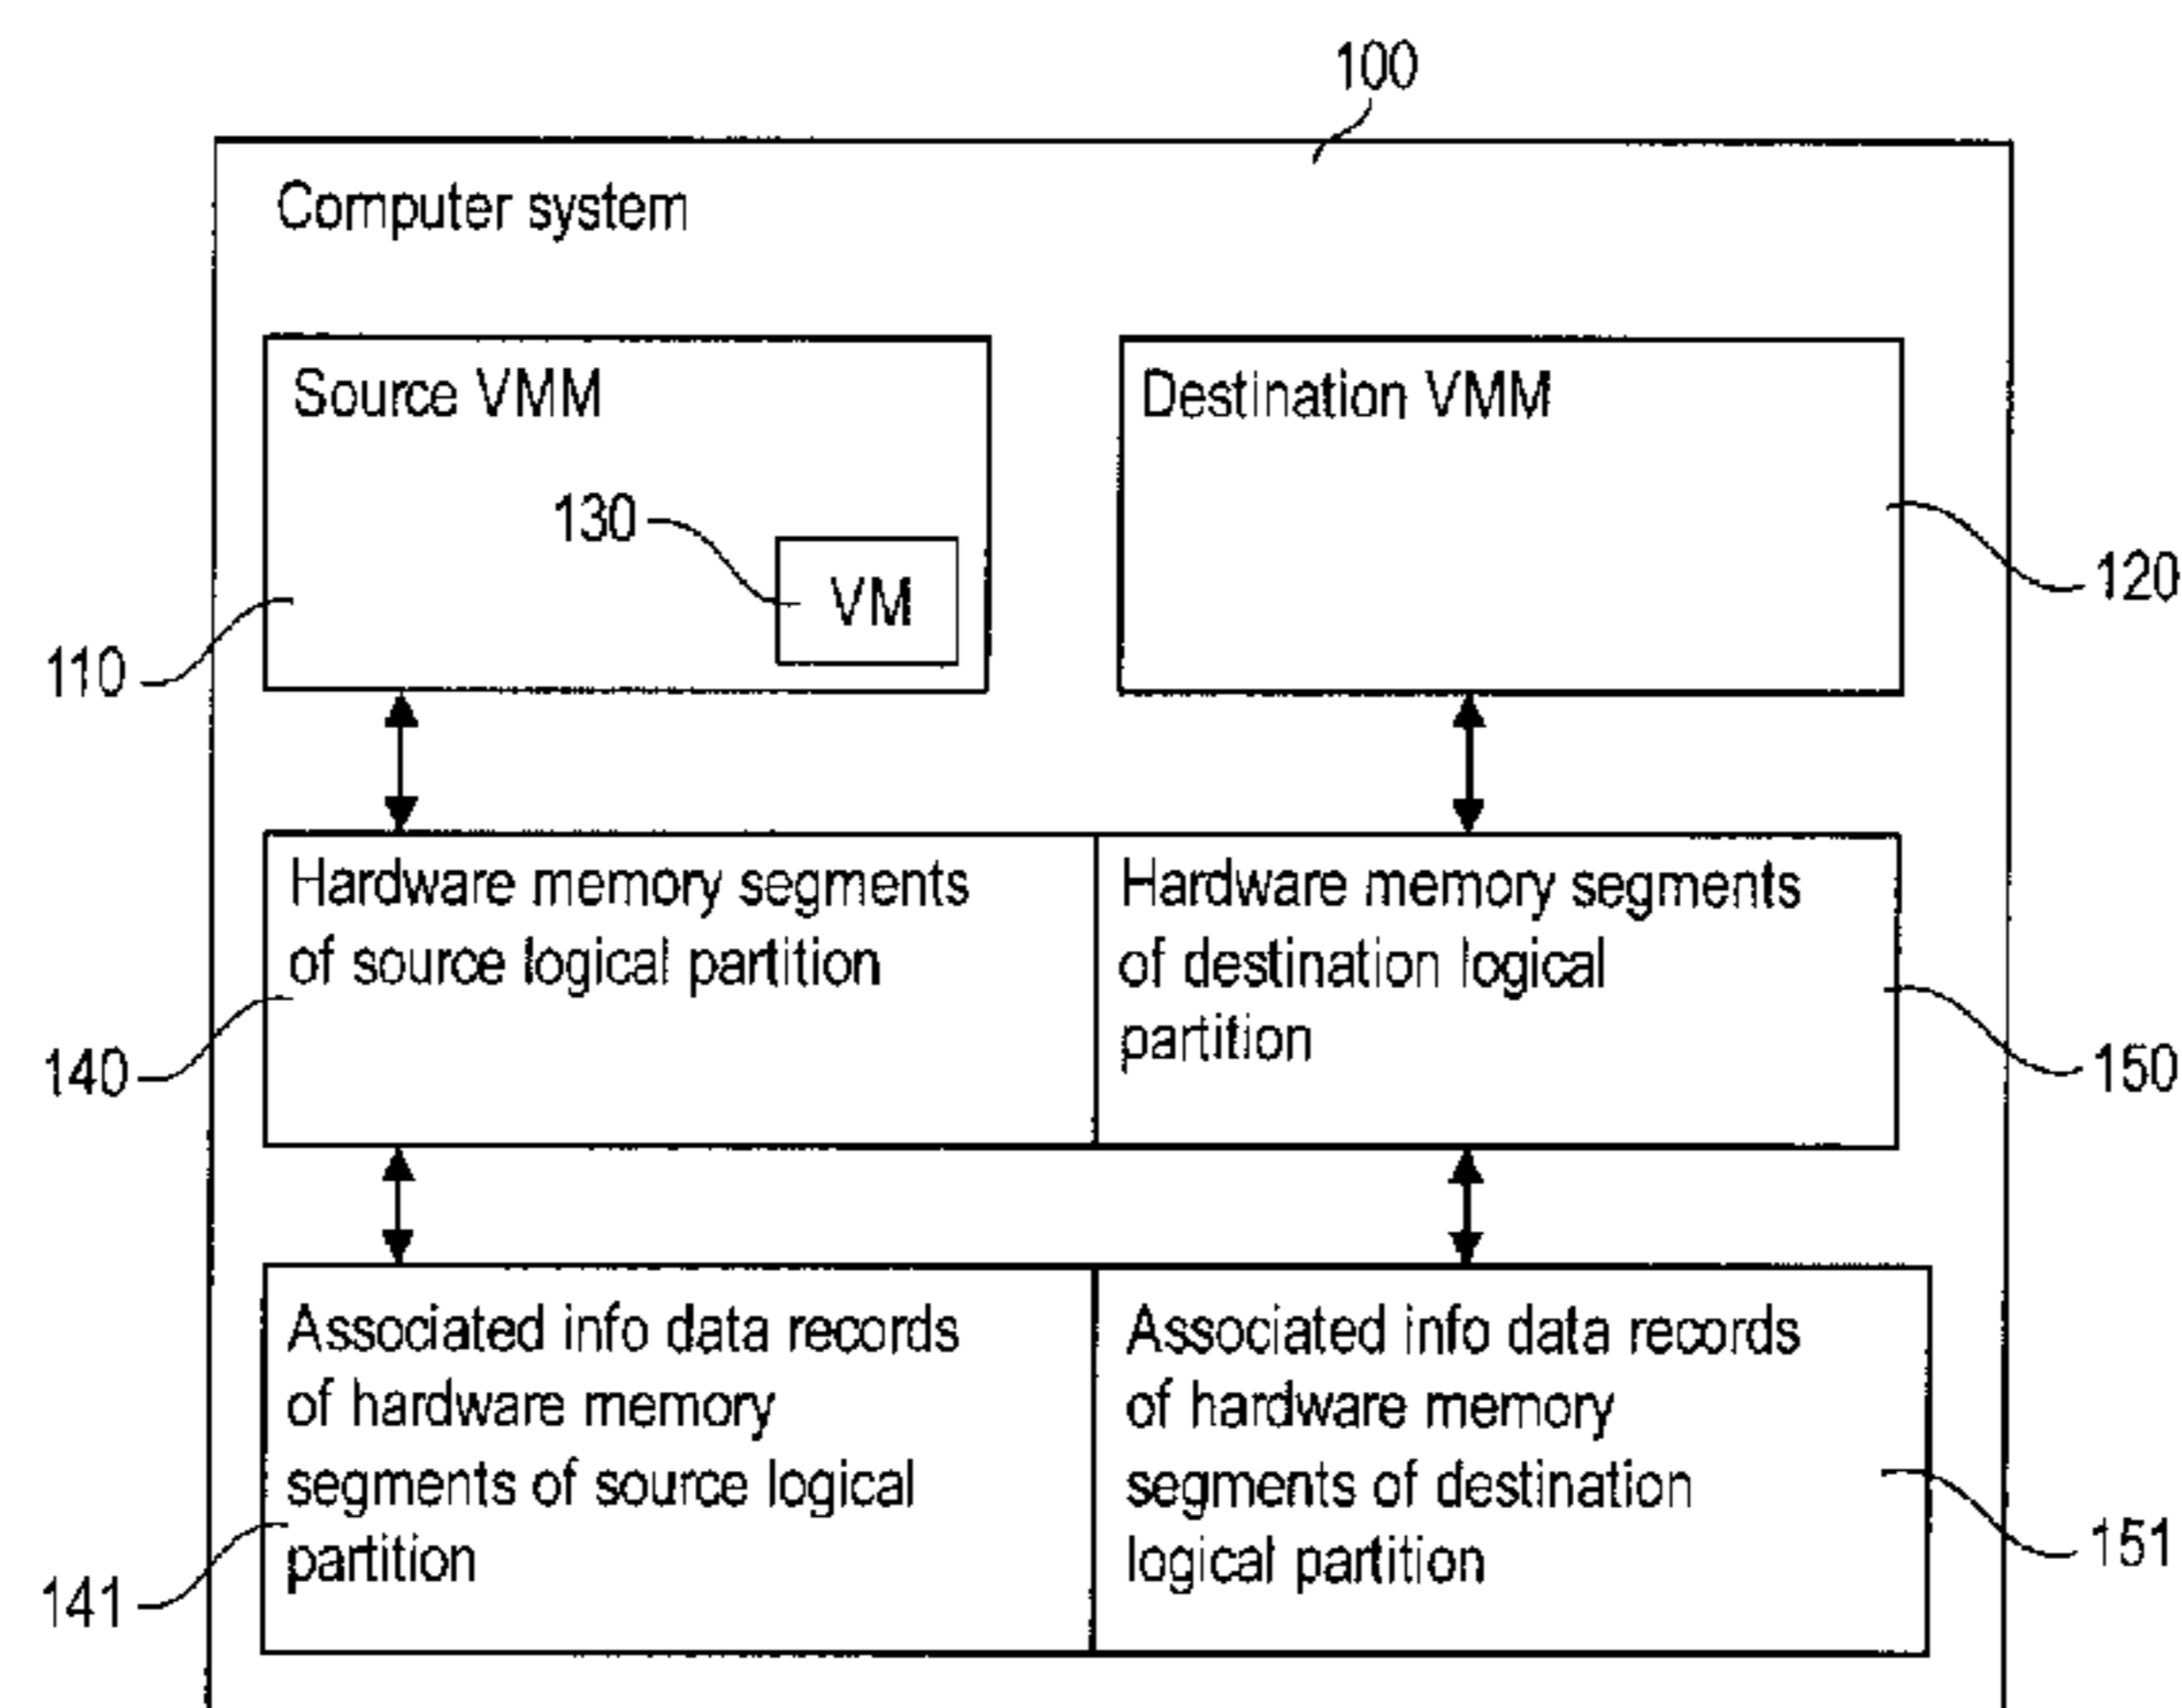 100
Computer system
Source VMM
Destination VMM
130
VM
110
120
Hardware memory segments
of source logical partition
Hardware memory segments
of destination logical
partition
140
150
Associated info data records
of hardware memory
segments of source logical
partition
Associated info data records
of hardware memory
segments of destination
logical partition
141
151